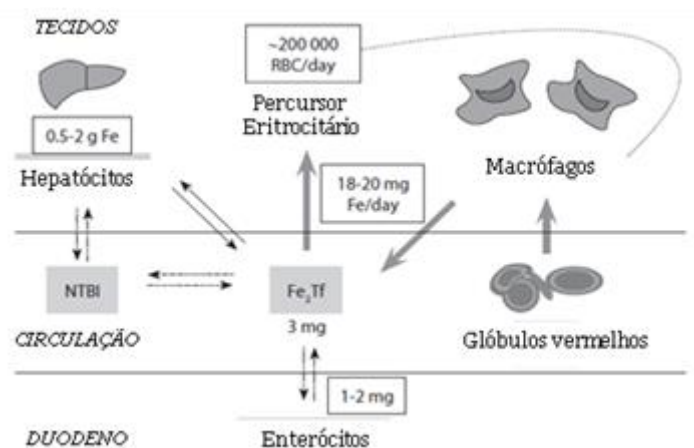 TECIDOS
~200 000
RBC/day
Percursor
Eritrocitário
0.5-2 g Fe
Hepatócitos
Macrófagos
18-20 mg
Fe/day
NTBI
Fe₂Tf
3 mg
CIRCULAÇÃO
Glóbulos vermelhos
1-2 mg
DUODENO
Enterócitos